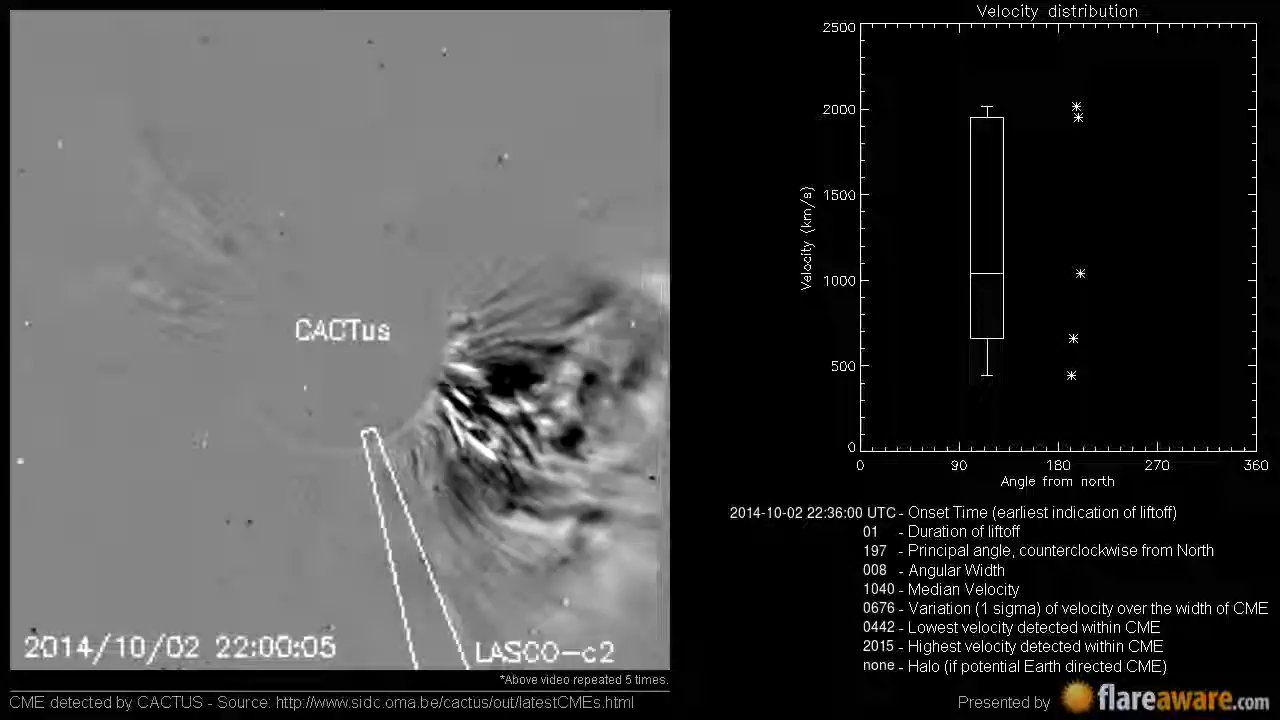 CACTus
2014/10/02 22:00:05
LASCO-c2
*Above video repeated 5 times.
CME detected by CACTUS - Source: http://www.sidc.oma.be/cactus/out/latestCMEs.html
Velocity distribution
Velocity (km/s)
2500
2000
1500
1000
500
0
0 90 180 270 360
Angle from north
2014-10-02 22:36:00 UTC - Onset Time (earliest indication of liftoff)
01 - Duration of liftoff
197 - Principal angle, counterclockwise from North
008 - Angular Width
1040 - Median Velocity
0676 - Variation (1 sigma) of velocity over the width of CME
0442 - Lowest velocity detected within CME
2015 - Highest velocity detected within CME
none - Halo (if potential Earth directed CME)
Presented by flareaware.com